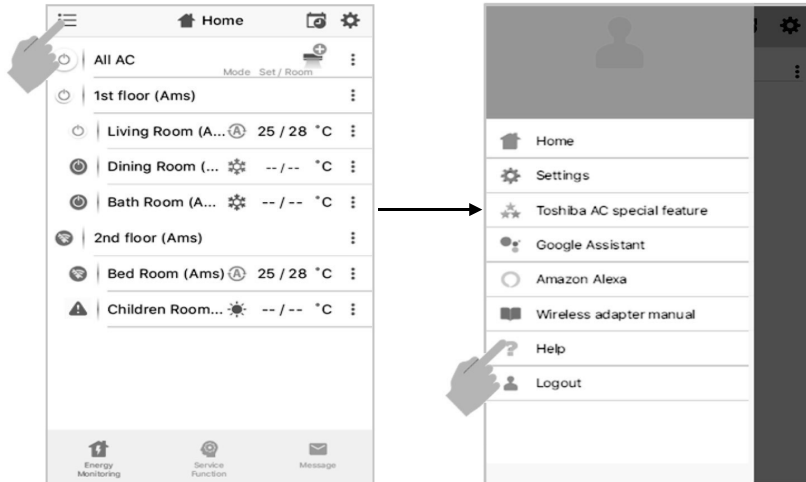 Home
All AC
Mode Set / Room
1st floor (Ams)
Living Room (A... A 25 / 28 °C
Dining Room (... -- / -- °C
Bath Room (A... -- / -- °C
2nd floor (Ams)
Bed Room (Ams) A 25 / 28 °C
Children Room... -- / -- °C
Energy
Monitoring
Service
Function
Message
Home
Settings
Toshiba AC special feature
Google Assistant
Amazon Alexa
Wireless adapter manual
? Help
Logout